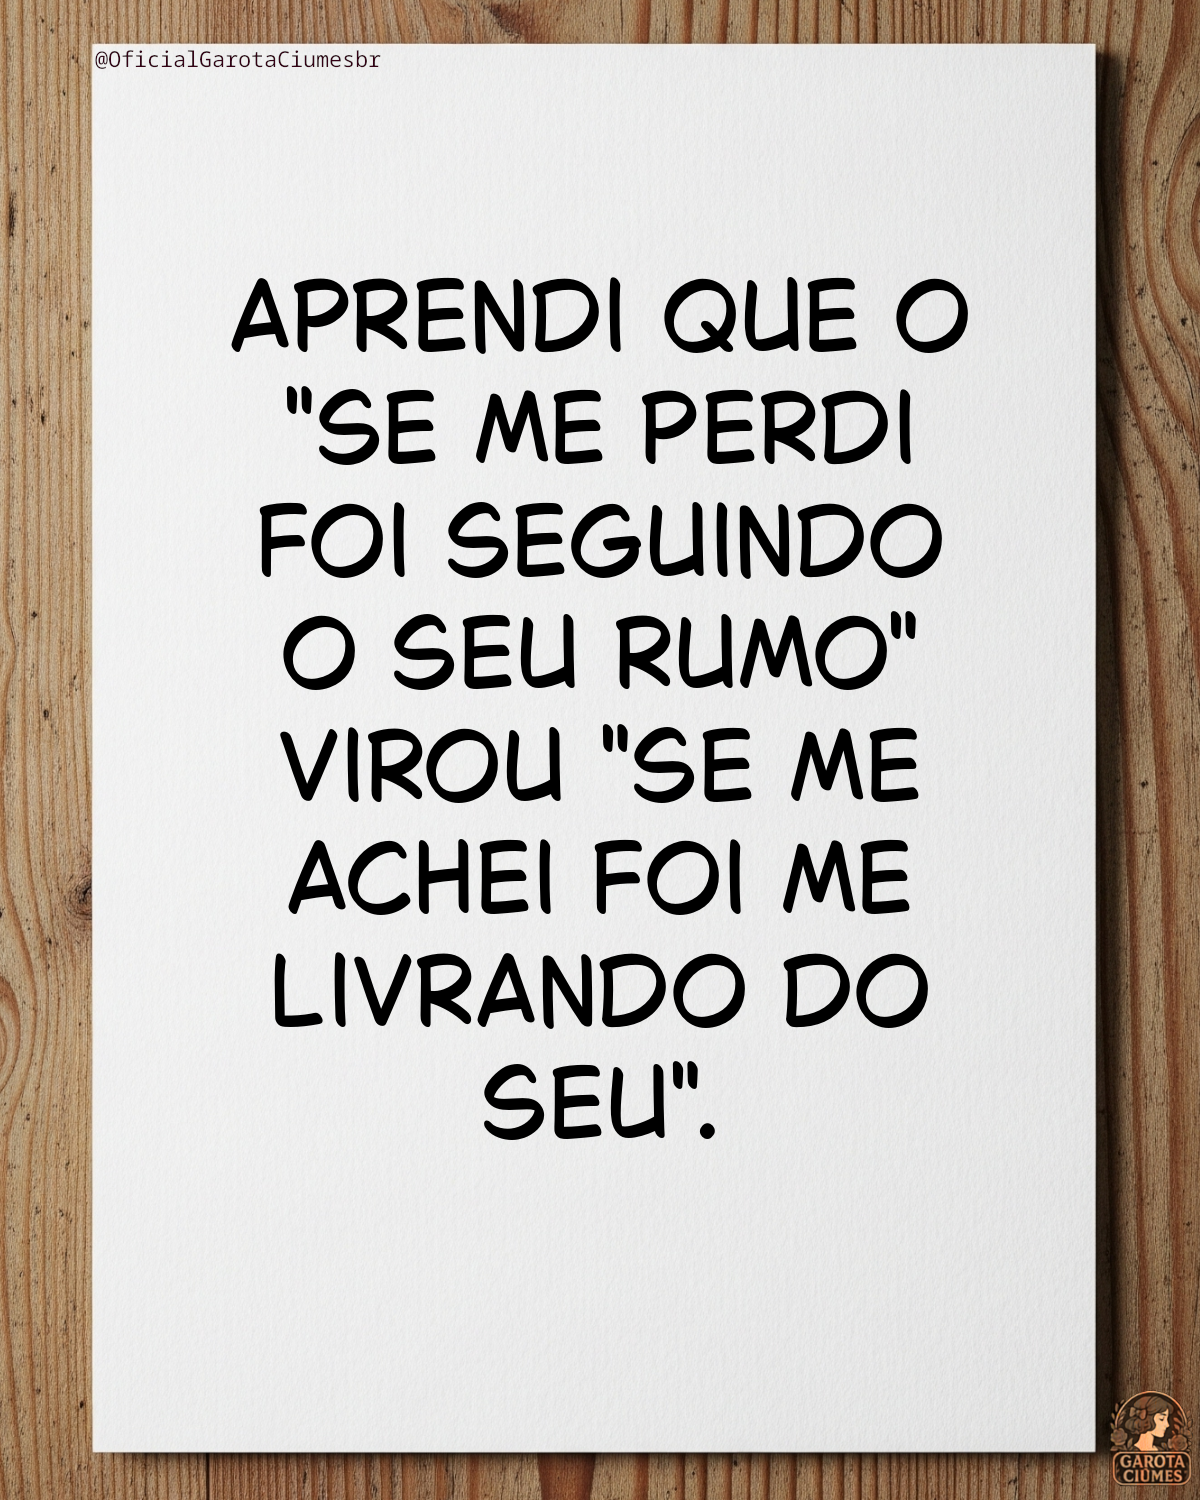 @OficialGarotaCiumesbr
APRENDI QUE O
"SE ME PERDI
FOI SEGUINDO
O SEU RUMO"
VIROU "SE ME
ACHEI FOI ME
LIVRANDO DO
SEU".
GAROTA
CIÚMES